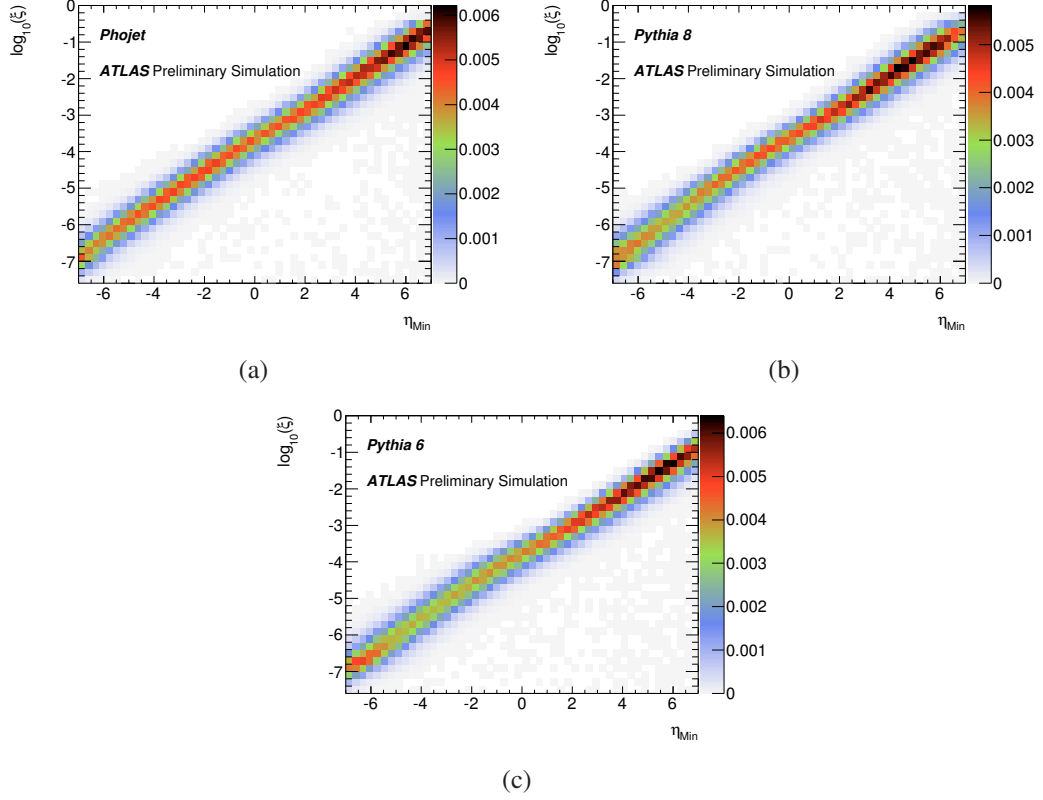 log10(ξ)
0
-1
-2
-3
-4
-5
-6
-7
Phojet
ATLAS Preliminary Simulation
-6 -4 -2 0 2 4 6
ηMin
0.006
0.005
0.004
0.003
0.002
0.001
0
(a)
log10(ξ)
0
-1
-2
-3
-4
-5
-6
-7
Pythia 8
ATLAS Preliminary Simulation
-6 -4 -2 0 2 4 6
ηMin
0.005
0.004
0.003
0.002
0.001
0
(b)
log10(ξ)
0
-1
-2
-3
-4
-5
-6
-7
Pythia 6
ATLAS Preliminary Simulation
-6 -4 -2 0 2 4 6
ηMin
0.006
0.005
0.004
0.003
0.002
0.001
0
(c)